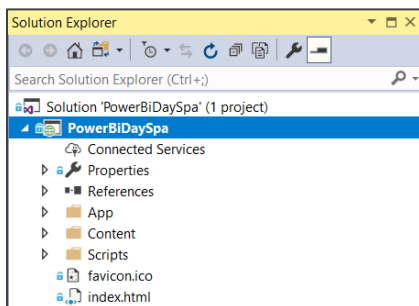 Solution Explorer
Search Solution Explorer (Ctrl+;)
Solution 'PowerBiDaySpa' (1 project)
PowerBiDaySpa
Connected Services
Properties
References
App
Content
Scripts
favicon.ico
index.html